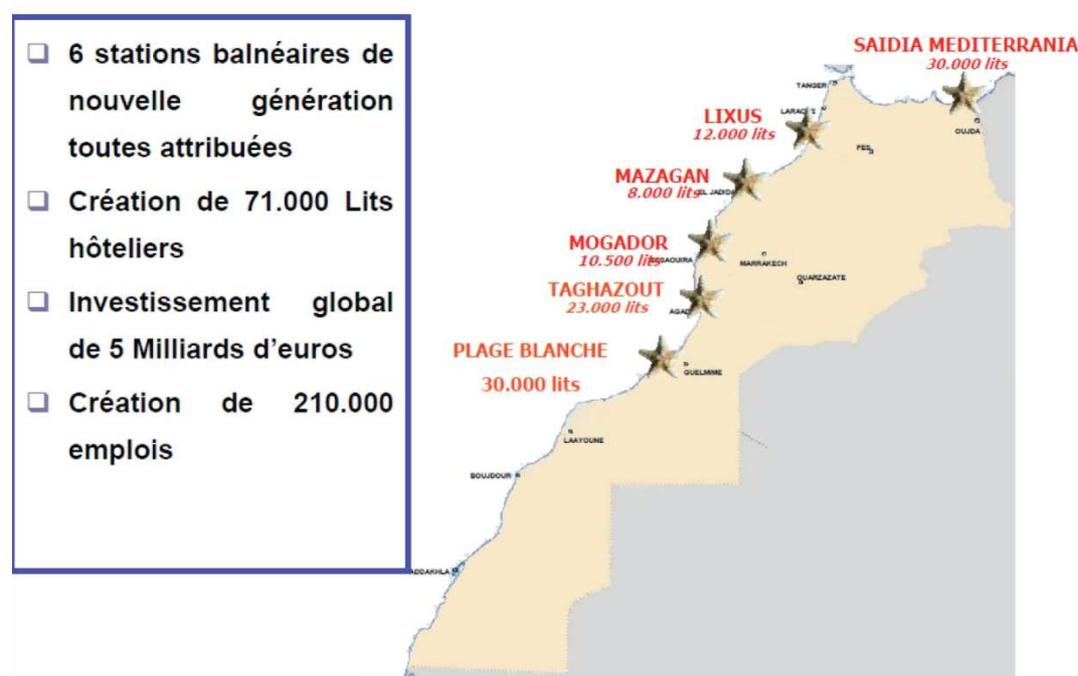 6 stations balnéaires de
nouvelle génération
toutes attribuées
Création de 71.000 Lits
hôteliers
Investissement global
de 5 Milliards d'euros
Création de 210.000
emplois
SAIDIA MEDITERRANIA
30.000 lits
TANGER
LIXUS
12.000 lits
OUJDA
FES
MAZAGAN
8.000 lits
EL JADIDA
MOGADOR
10.500 lits
MARRAKECH
OUARZAZATE
TAGHAZOUT
23.000 lits
PLAGE BLANCHE
30.000 lits
GUELMIME
LAAYOUNE
BOUJDOUR
ADDAKHLA